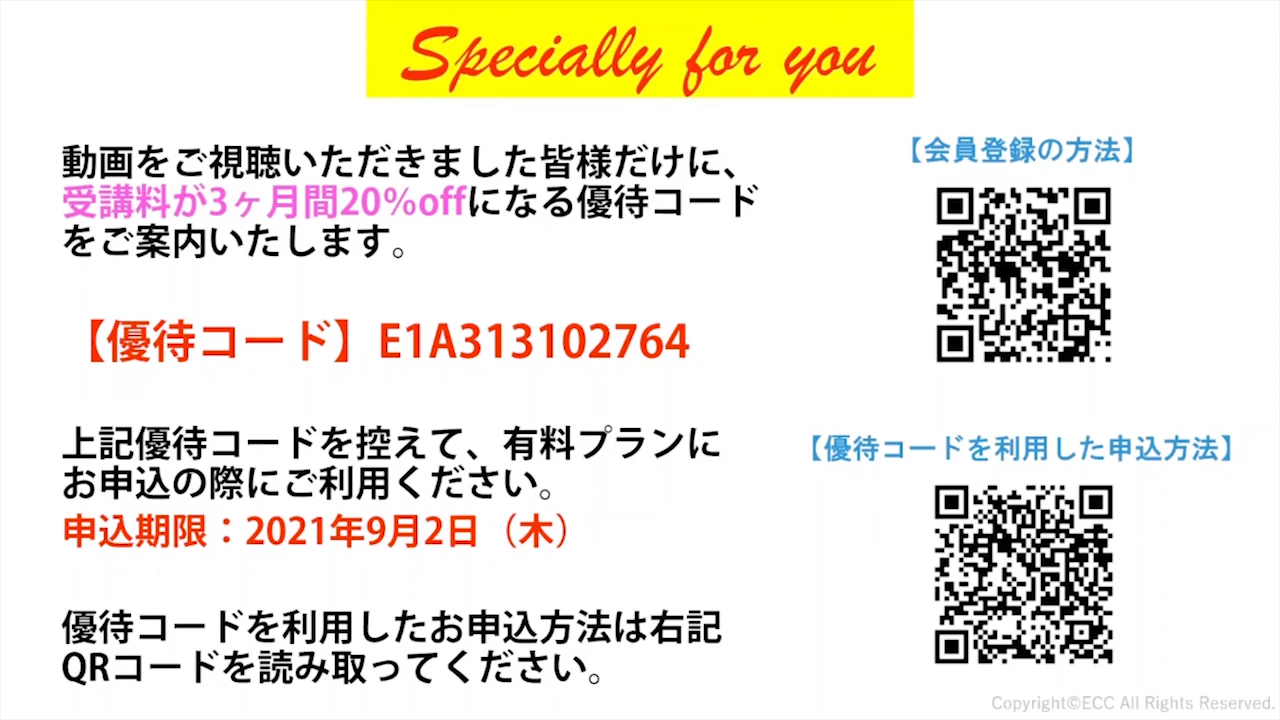 Specially for you
動画をご視聴いただきました皆様だけに、
受講料が3ヶ月間20%offになる優待コード
をご案内いたします。
【優待コード】E1A313102764
上記優待コードを控えて、有料プランに
お申込の際にご利用ください。
申込期限：2021年9月2日（木）
優待コードを利用したお申込方法は右記
QRコードを読み取ってください。
【会員登録の方法】
【優待コードを利用した申込方法】
Copyright©ECC All Rights Reserved.